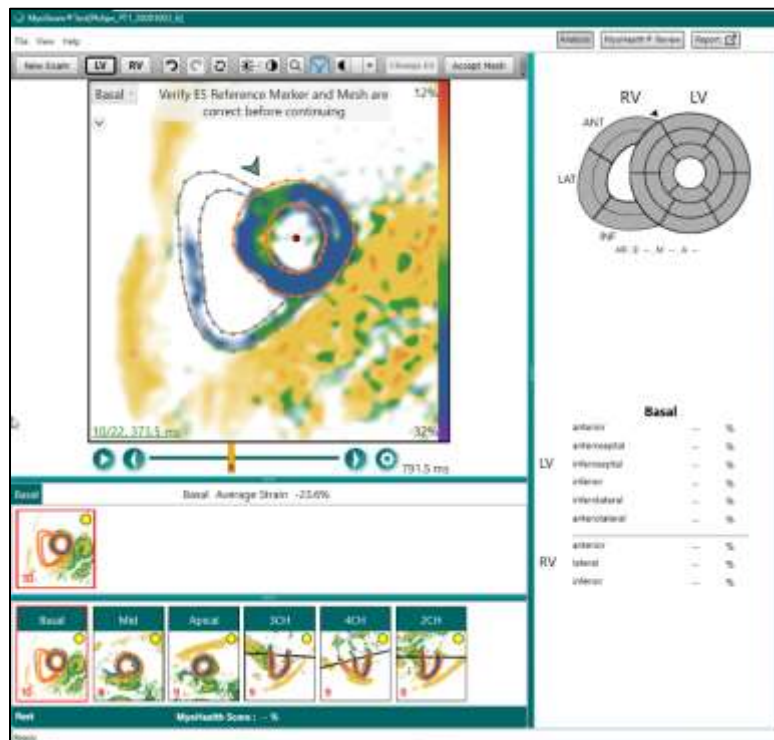 File View Help
Analysis MyoHealth® Review Report
New Exam LV RV Accept Mesh
Basal
Verify ES Reference Marker and Mesh are
correct before continuing
12%
10/22, 373.5 ms
32%
791.5 ms
Basal Basal Average Strain -23.6%
10
Basal Mid Apical 3CH 4CH 2CH
Rest MyoHealth Score: -- %
RV LV
ANT
LAT
INF
Basal
LV
anterior -- %
anteroseptal -- %
inferoseptal -- %
inferior -- %
inferolateral -- %
anterolateral -- %
RV
anterior -- %
lateral -- %
inferior -- %